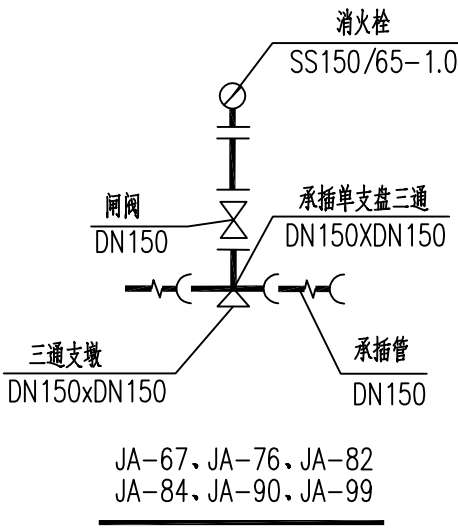 消火栓
SS150/65-1.0
闸阀
DN150
承插单支盘三通
DN150XDN150
三通支墩
DN150xDN150
承插管
DN150
JA-67、JA-76、JA-82
JA-84、JA-90、JA-99